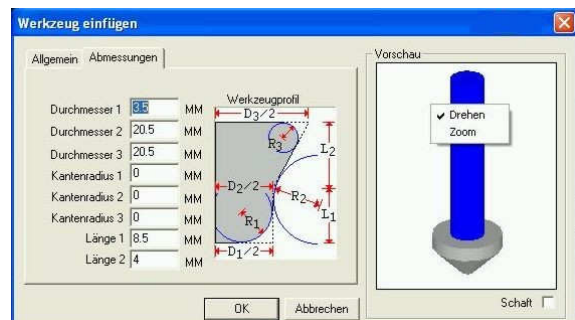 Werkzeug einfügen
Allgemein Abmessungen
Durchmesser 1 3.5 MM
Durchmesser 2 20.5 MM
Durchmesser 3 20.5 MM
Kantenradius 1 0 MM
Kantenradius 2 0 MM
Kantenradius 3 0 MM
Länge 1 8.5 MM
Länge 2 4 MM
Werkzeugprofil
D3/2
R3
L2
D2/2
R2
R1
L1
D1/2
OK Abbrechen
Vorschau
Drehen
Zoom
Schaft